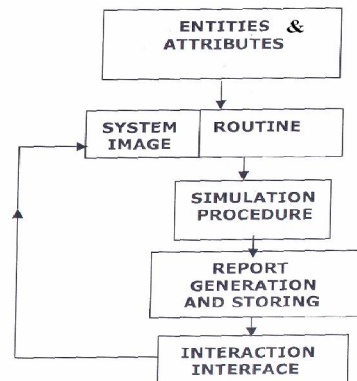 ENTITIES &
ATTRIBUTES
SYSTEM
IMAGE
ROUTINE
SIMULATION
PROCEDURE
REPORT
GENERATION
AND STORING
INTERACTION
INTERFACE